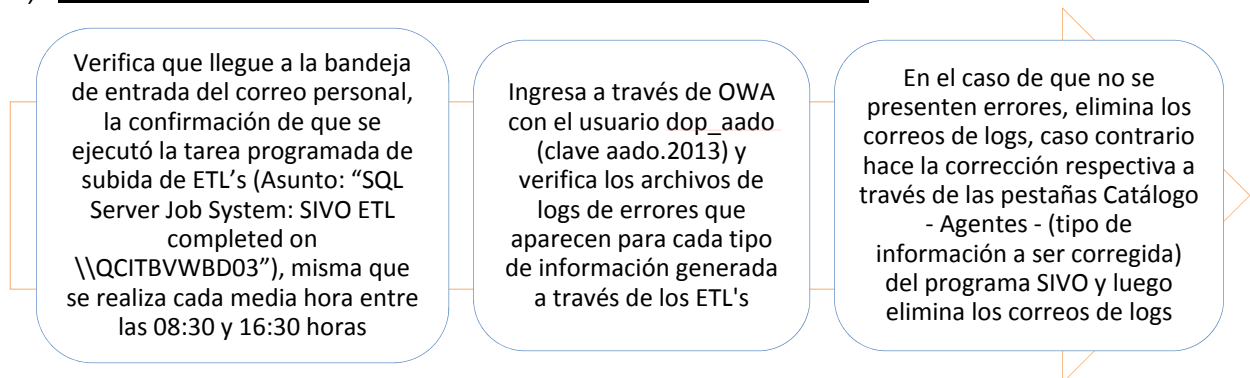 Verifica que llegue a la bandeja
de entrada del correo personal,
la confirmación de que se
ejecutó la tarea programada de
subida de ETL’s (Asunto: “SQL
Server Job System: SIVO ETL
completed on
\\QCITBVWBD03”), misma que
se realiza cada media hora entre
las 08:30 y 16:30 horas
Ingresa a través de OWA
con el usuario dop_aado
(clave aado.2013) y
verifica los archivos de
logs de errores que
aparecen para cada tipo
de información generada
a través de los ETL's
En el caso de que no se
presenten errores, elimina los
correos de logs, caso contrario
hace la corrección respectiva a
través de las pestañas Catálogo
- Agentes - (tipo de
información a ser corregida)
del programa SIVO y luego
elimina los correos de logs